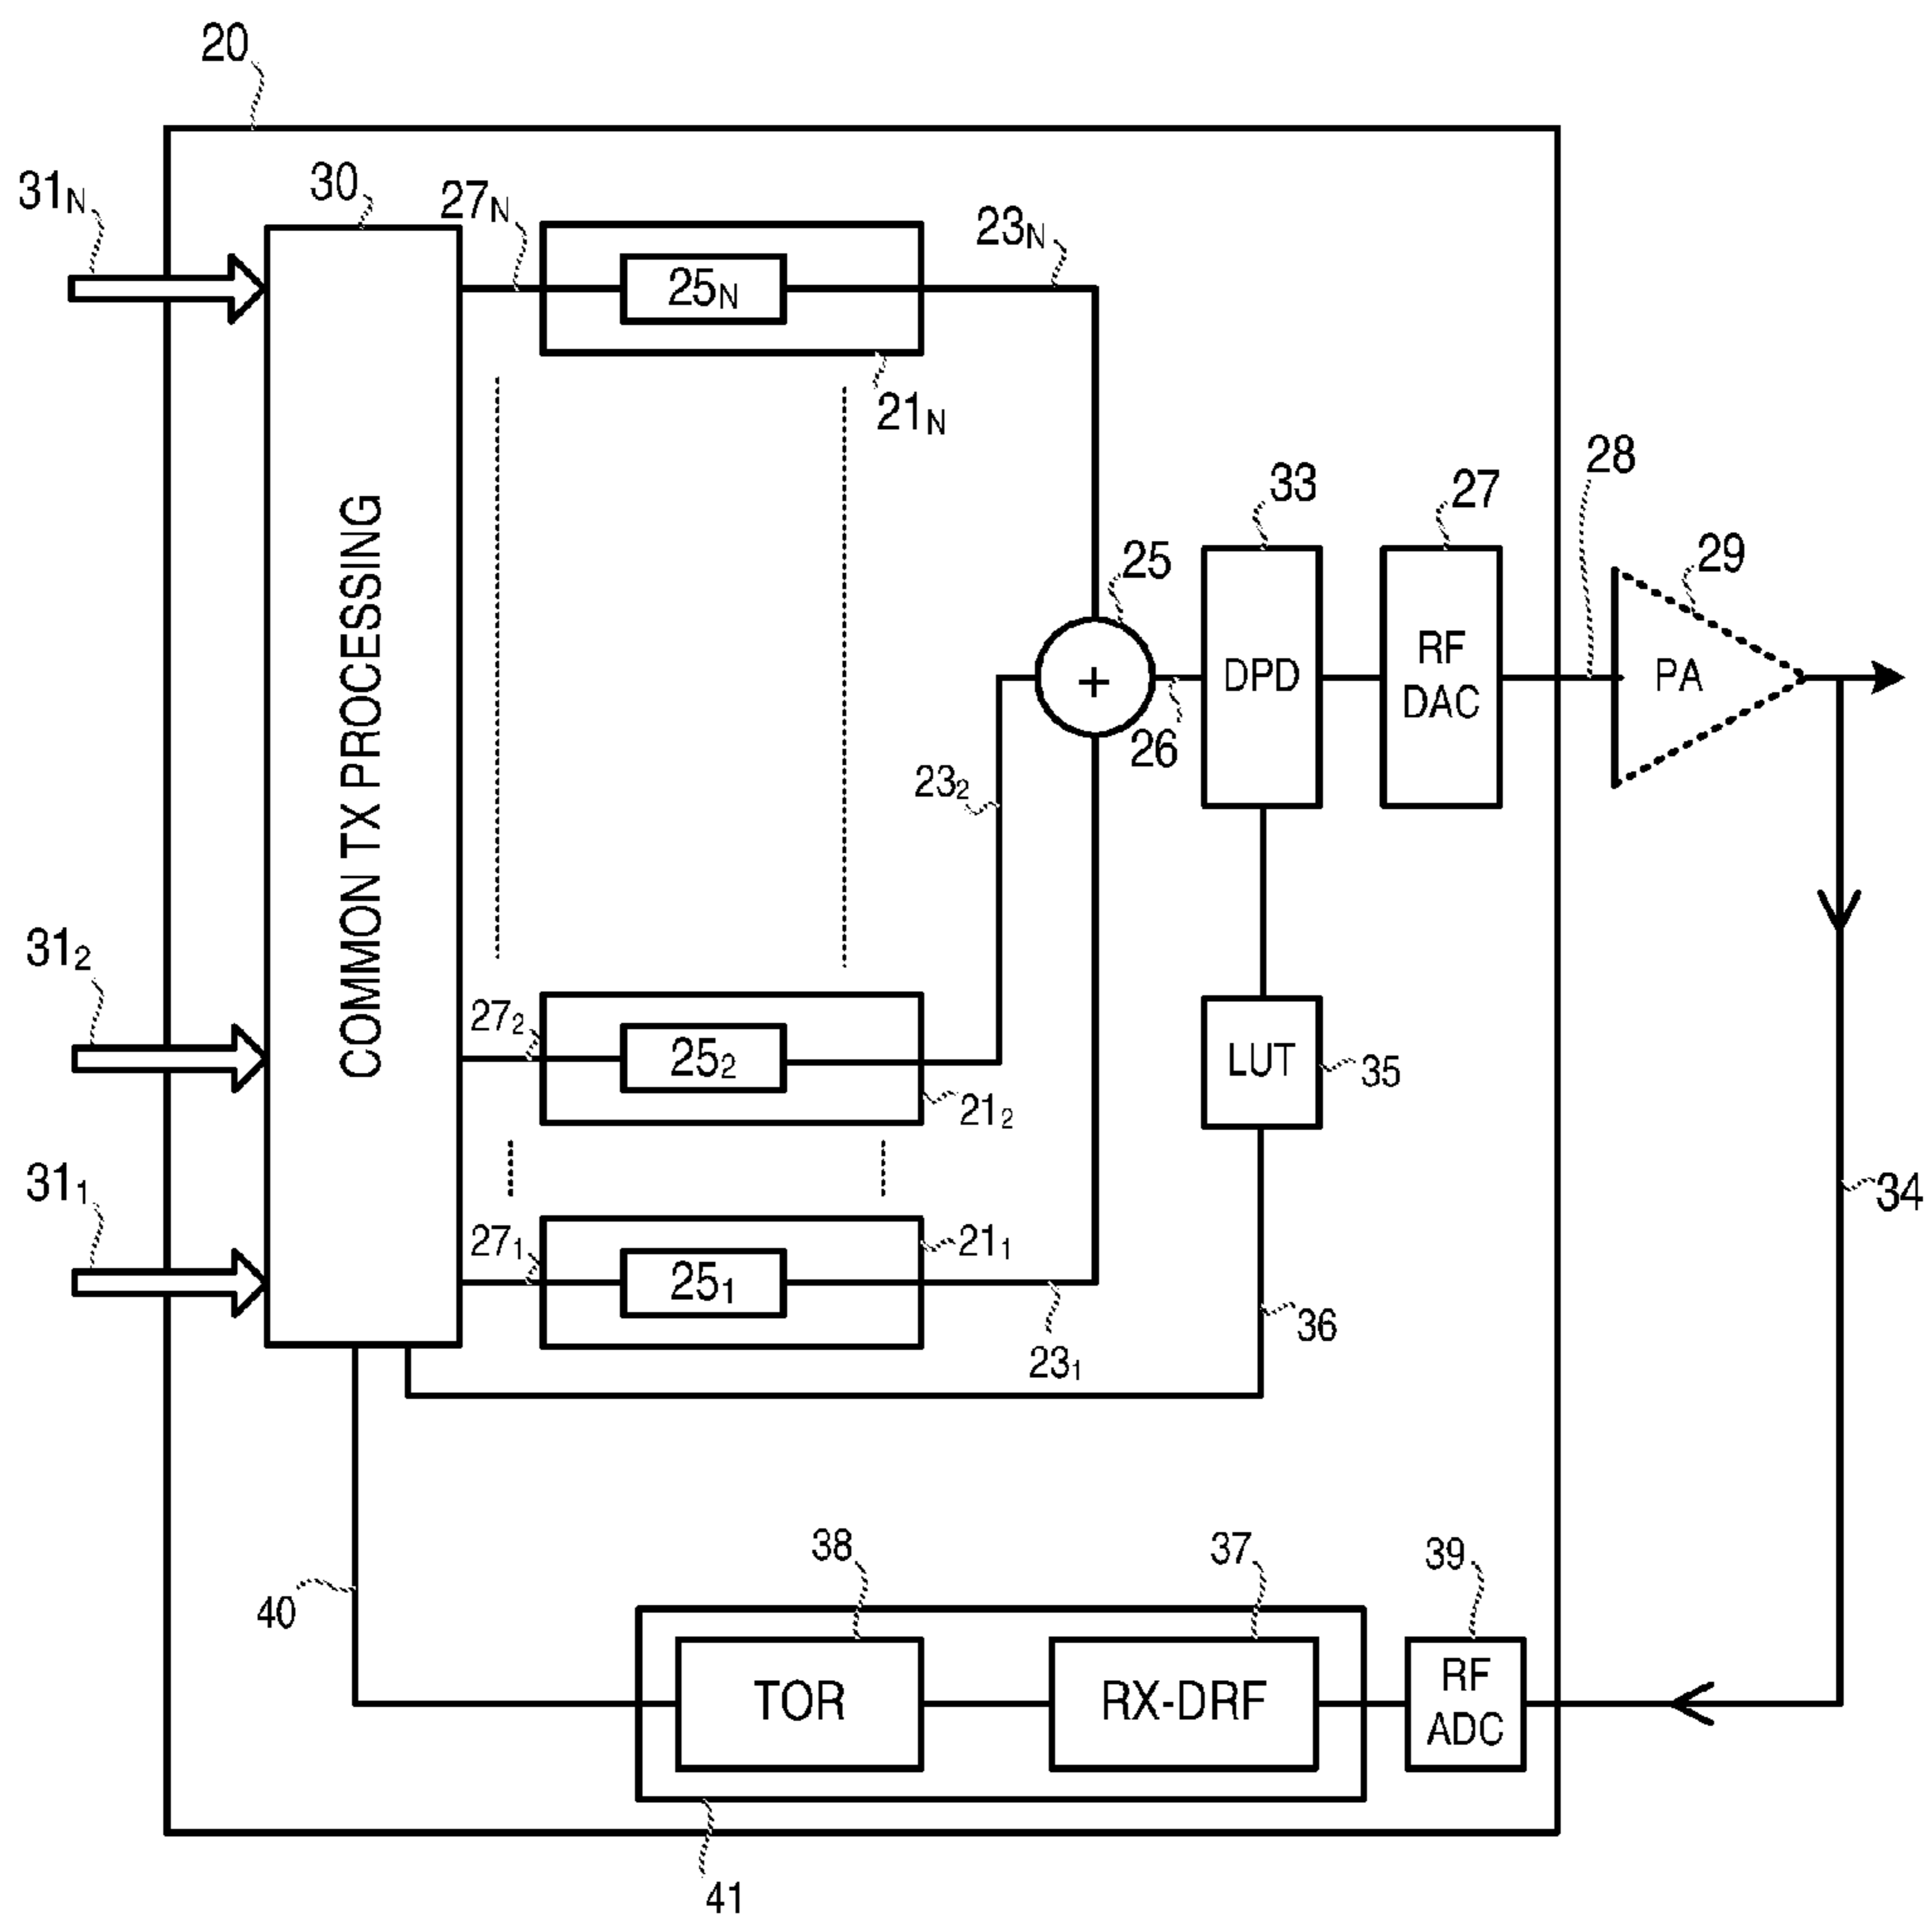 20
31N
30
27N
25N
23N
21N
COMMON TX PROCESSING
33
27
28
29
25
+
26
DPD
RF
DAC
PA
23₂
31₂
27₂
25₂
21₂
LUT
35
31₁
27₁
25₁
21₁
23₁
36
34
40
38
37
39
TOR
RX-DRF
RF
ADC
41